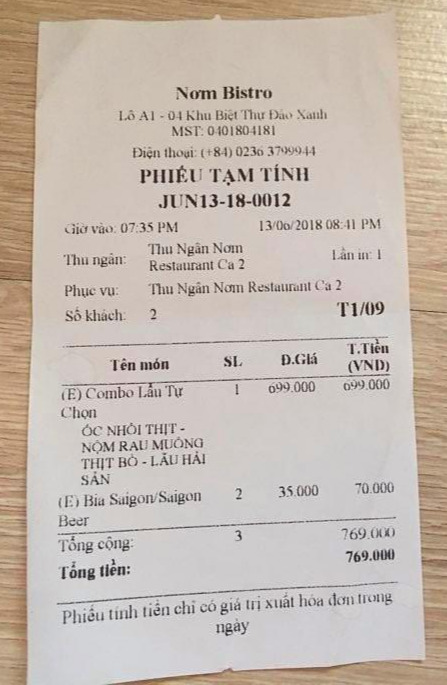 Nơm Bistro
Lô A1 - 04 Khu Biệt Thự Đảo Xanh
MST: 0401804181
Điện thoại: (+84) 0236 3799944
PHIẾU TẠM TÍNH
JUN13-18-0012
Giờ vào: 07:35 PM 13/06/2018 08:41 PM
Thu ngân: Thu Ngân Nơm Restaurant Ca 2 Lần in: 1
Phục vụ: Thu Ngân Nơm Restaurant Ca 2
Số khách: 2 T1/09
Tên món SL Đ.Giá T.Tiền (VND)
(E) Combo Lẩu Tự 1 699.000 699.000
Chọn
ỐC NHỒI THỊT -
NỘM RAU MUỐNG
THỊT BÒ - LẨU HẢI
SẢN
(E) Bia Saigon/Saigon 2 35.000 70.000
Beer
Tổng cộng: 3 769.000
Tổng tiền: 769.000
Phiếu tính tiền chỉ có giá trị xuất hóa đơn trong
ngày